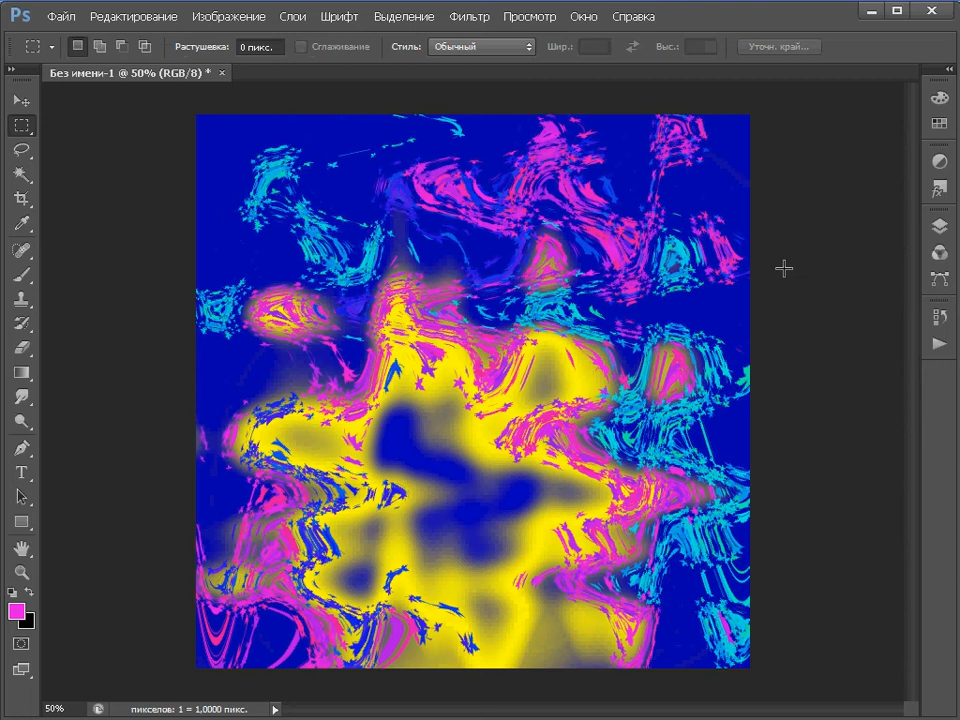 Ps Файл Редактирование Изображение Слои Шрифт Выделение Фильтр Просмотр Окно Справка
Растушевка: 0 пикс. Сглаживание Стиль: Обычный Шир.: Выс.: Уточн. край...
Без имени-1 @ 50% (RGB/8) * ×
50% пикселов: 1 = 1,0000 пикс.